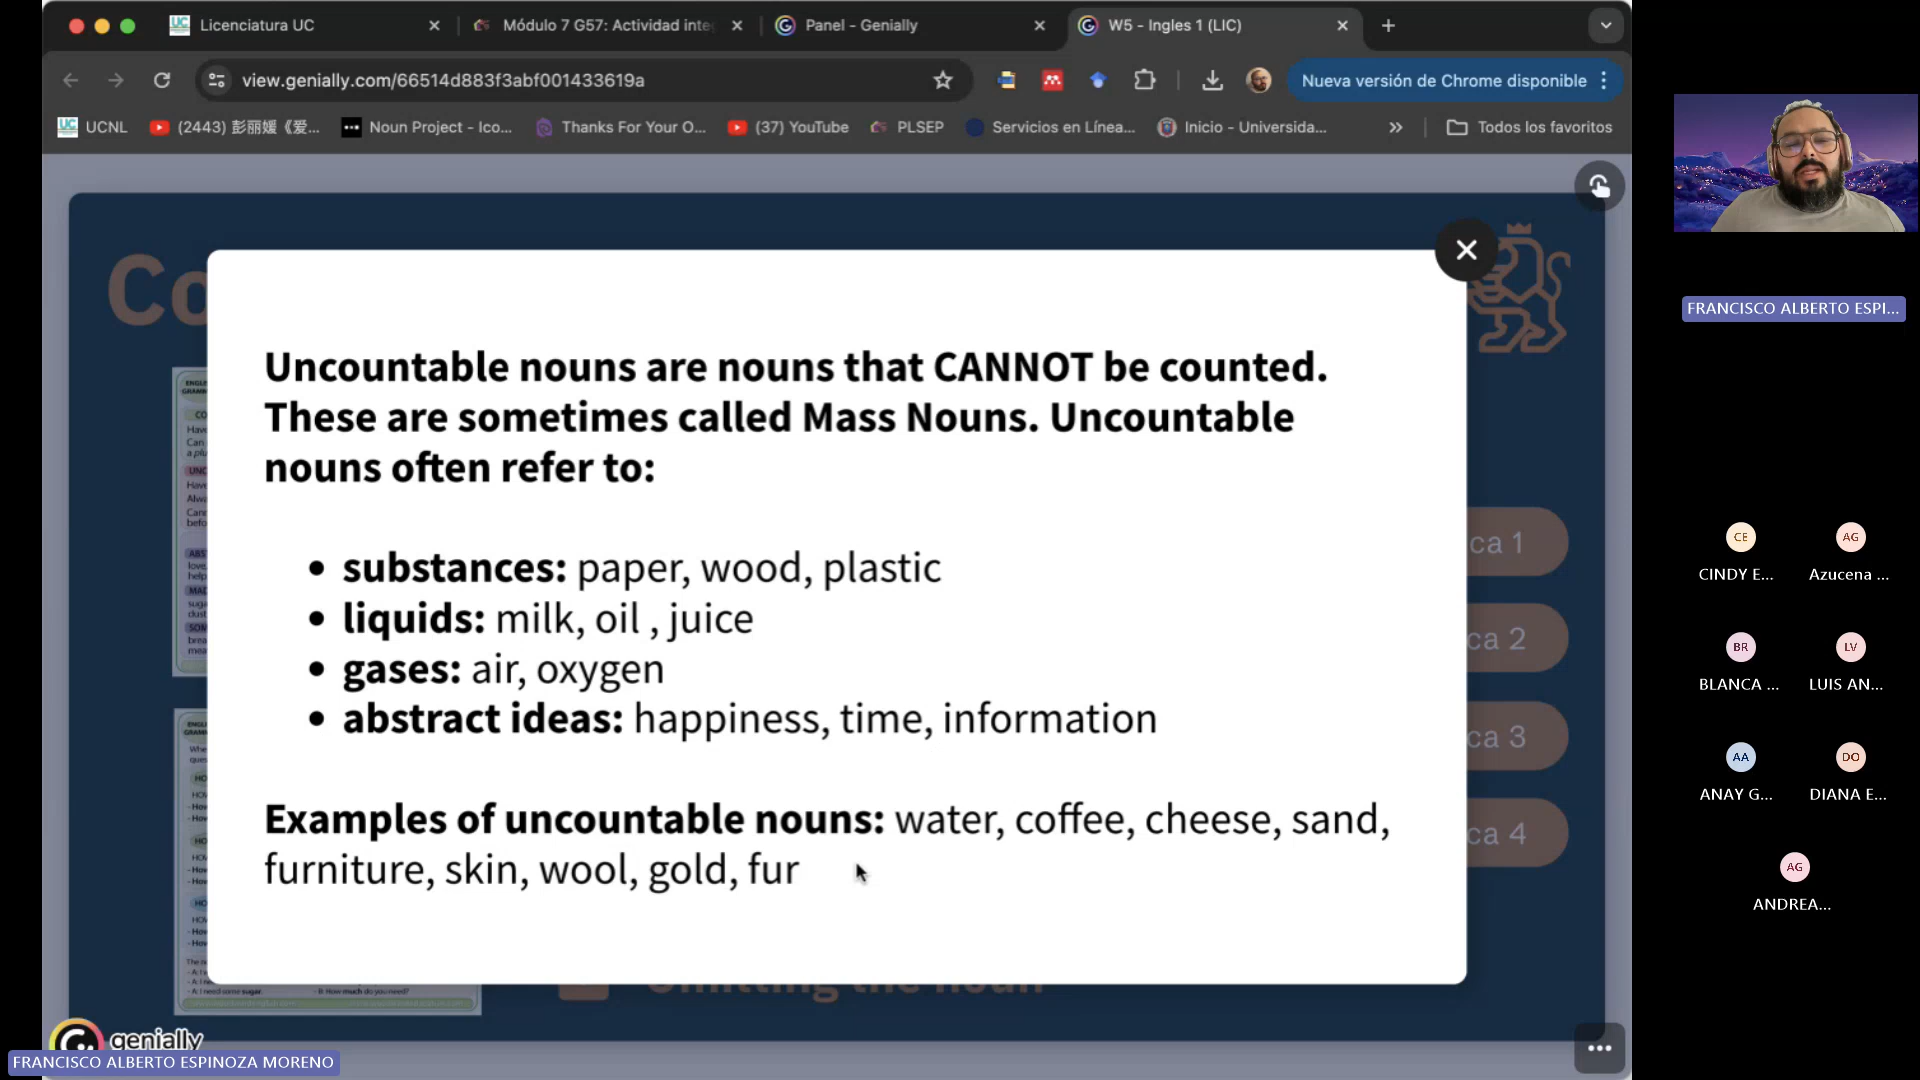 Licenciatura UC
Módulo 7 G57: Actividad inte
Panel - Genially
W5 - Ingles 1 (LIC)
view.genially.com/66514d883f3abf001433619a
Nueva versión de Chrome disponible
UCNL
(2443) 彭丽媛《爱...
Noun Project - Ico...
Thanks For Your O...
(37) YouTube
PLSEP
Servicios en Línea...
Inicio - Universida...
Todos los favoritos
Co
Uncountable nouns are nouns that CANNOT be counted.
These are sometimes called Mass Nouns. Uncountable
nouns often refer to:
• substances: paper, wood, plastic
• liquids: milk, oil , juice
• gases: air, oxygen
• abstract ideas: happiness, time, information
Examples of uncountable nouns: water, coffee, cheese, sand,
furniture, skin, wool, gold, fur
ca 1
ca 2
ca 3
ca 4
Omitting the noun
genially
FRANCISCO ALBERTO ESPINOZA MORENO
FRANCISCO ALBERTO ESPI...
CE
AG
CINDY E...
Azucena ...
BR
LV
BLANCA ...
LUIS AN...
AA
DO
ANAY G...
DIANA E...
AG
ANDREA...